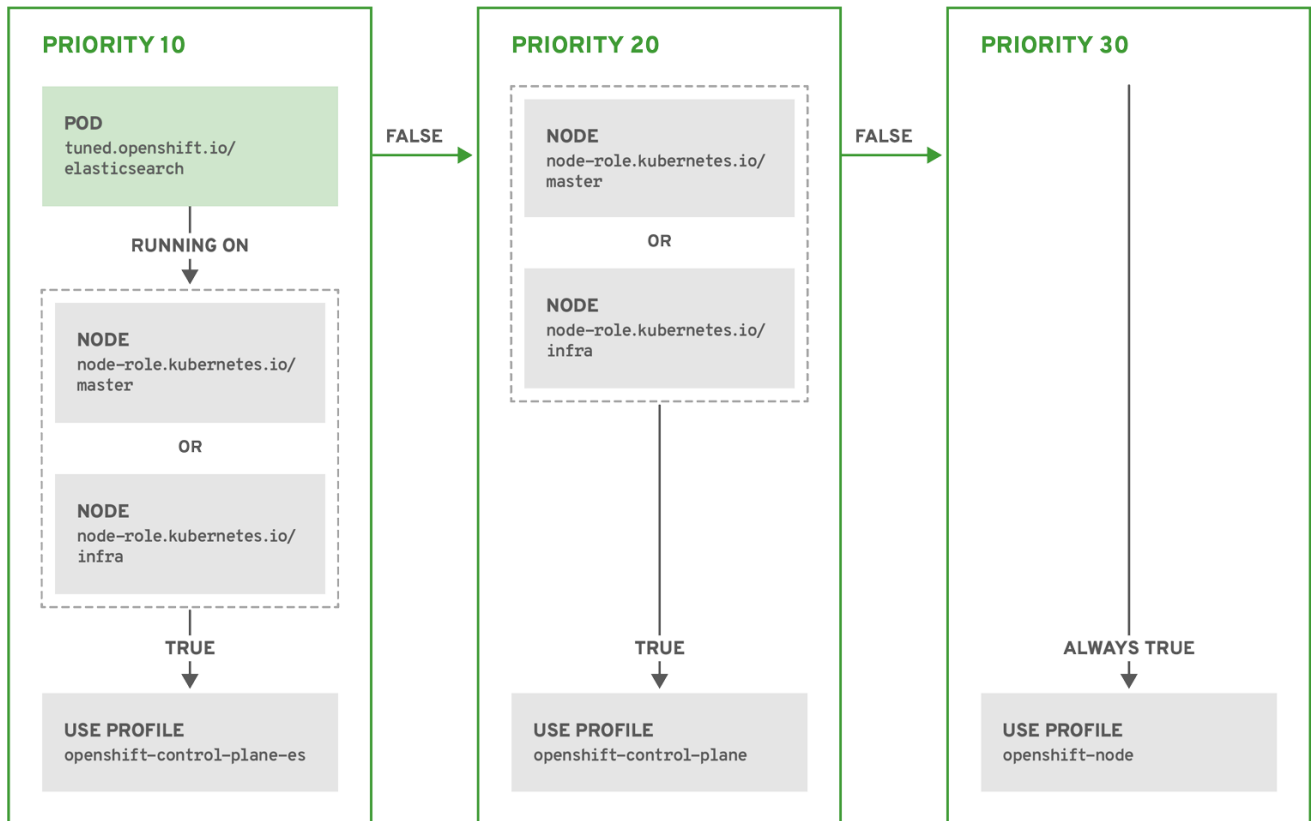 PRIORITY 10
POD
tuned.openshift.io/
elasticsearch
RUNNING ON
NODE
node-role.kubernetes.io/
master
OR
NODE
node-role.kubernetes.io/
infra
TRUE
USE PROFILE
openshift-control-plane-es
FALSE
PRIORITY 20
NODE
node-role.kubernetes.io/
master
OR
NODE
node-role.kubernetes.io/
infra
TRUE
USE PROFILE
openshift-control-plane
FALSE
PRIORITY 30
ALWAYS TRUE
USE PROFILE
openshift-node